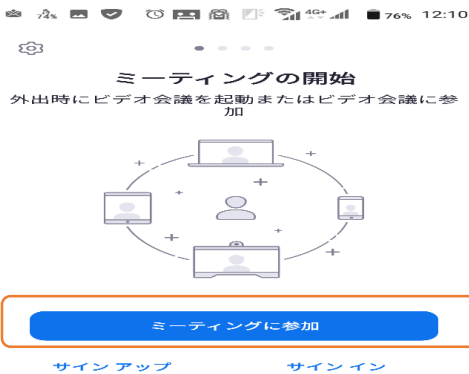 74% 4G+ 76% 12:10
ミーティングの開始
外出時にビデオ会議を起動またはビデオ会議に参
加
ミーティングに参加
サイン アップ サイン イン